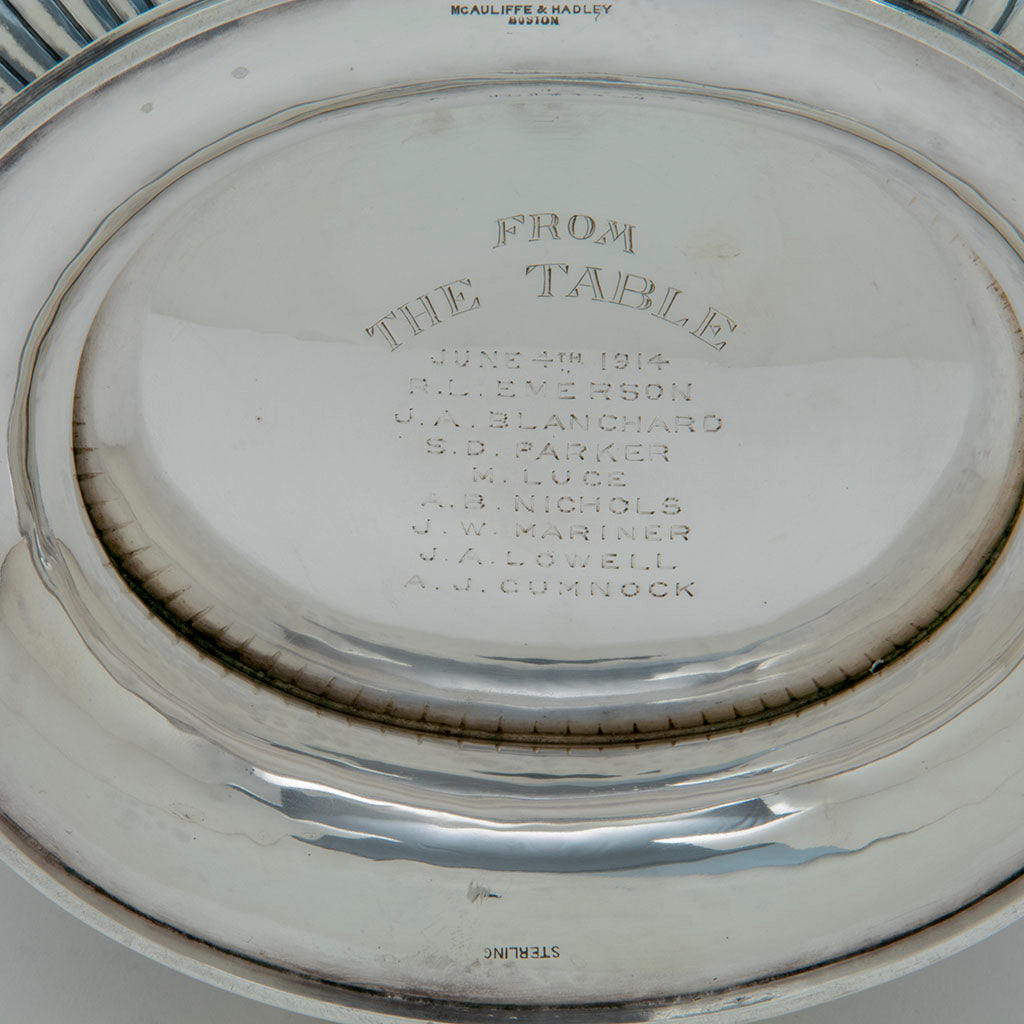 McAULIFFE & HADLEY
BOSTON
FROM
THE TABLE
JUNE 4TH 1914
R.L. EMERSON
J.A. BLANCHARD
S.D. PARKER
M. LUCE
A.B. NICHOLS
J.W. MARINER
J.A. LOWELL
A.J. CUMNOCK
STERLING